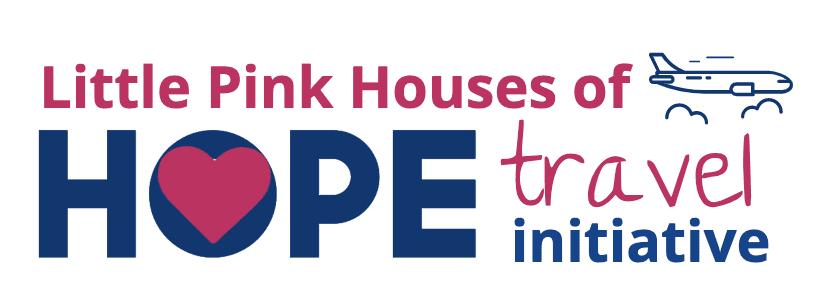 Little Pink Houses of
HOPE travel
initiative